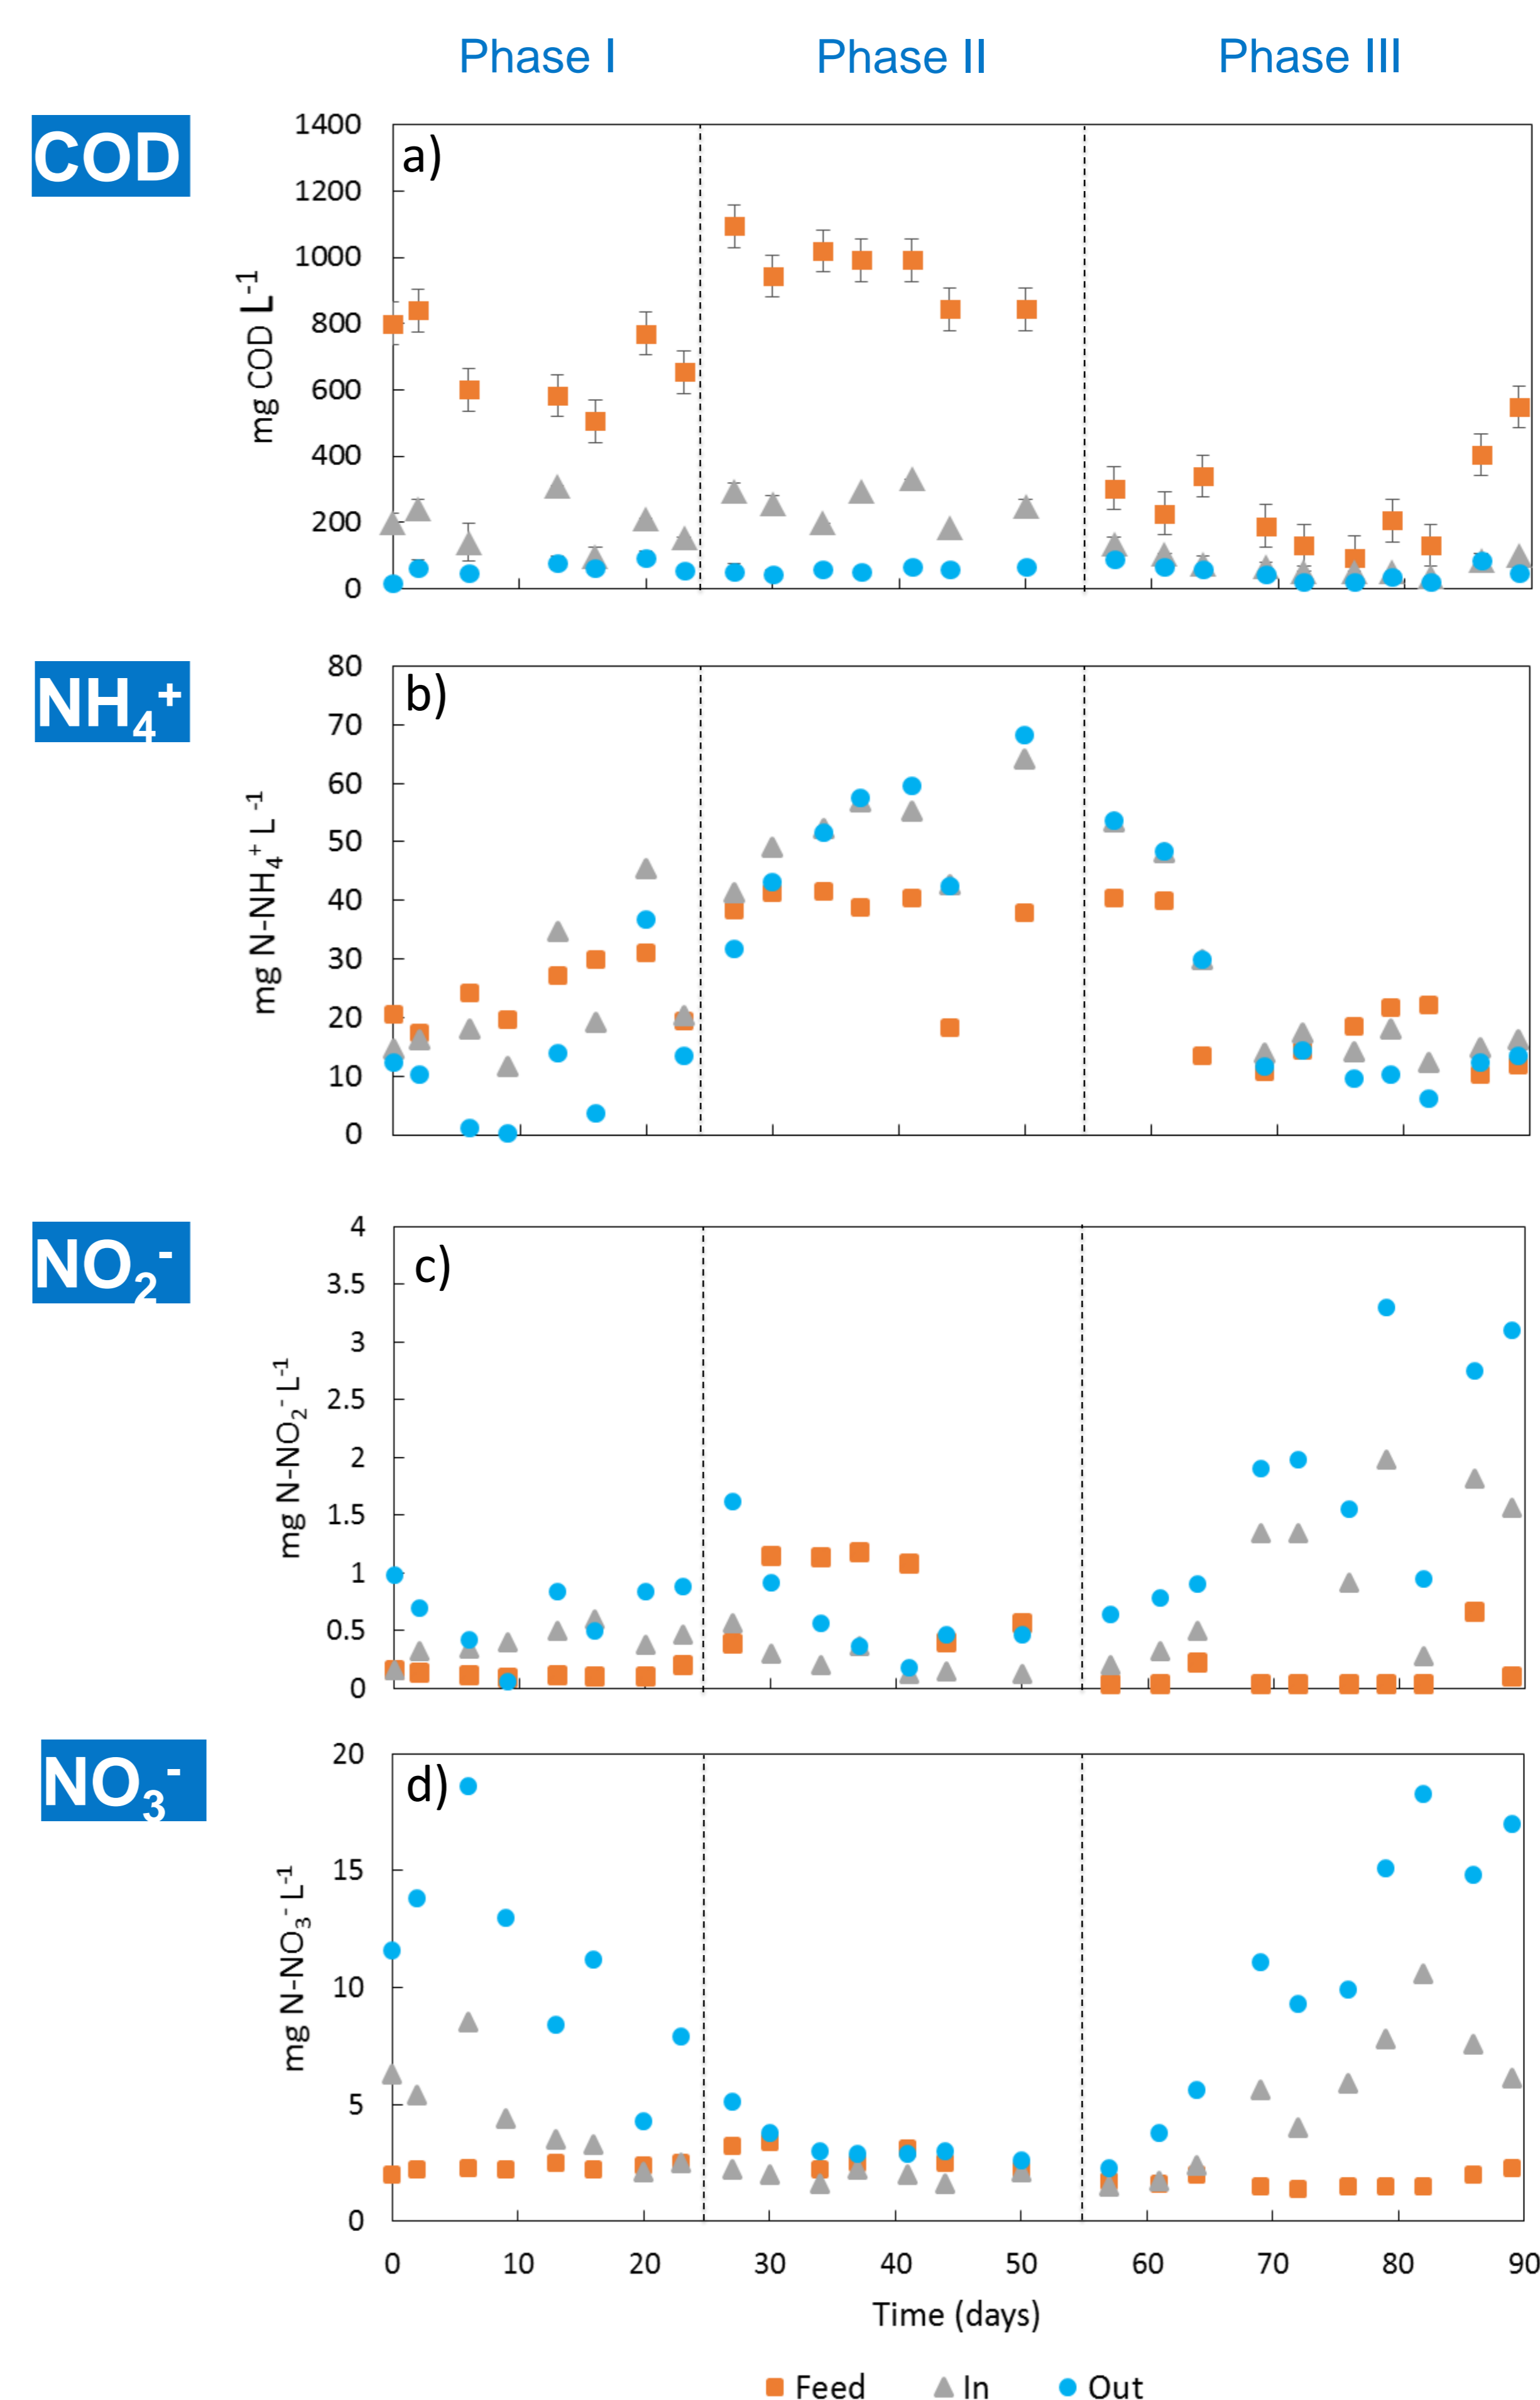 Phase I Phase II Phase III
COD
a)
1400
1200
1000
800
600
400
200
0
mg COD L-1
NH4+
b)
80
70
60
50
40
30
20
10
0
mg N-NH4+ L-1
NO2-
c)
4
3.5
3
2.5
2
1.5
1
0.5
0
mg N-NO2- L-1
NO3-
d)
20
15
10
5
0
mg N-NO3- L-1
0 10 20 30 40 50 60 70 80 90
Time (days)
Feed In Out